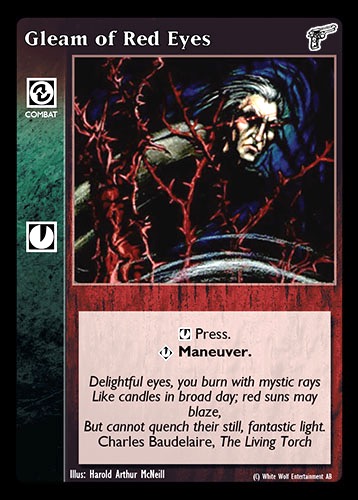 Gleam of Red Eyes
COMBAT
Press.
Maneuver.
Delightful eyes, you burn with mystic rays
Like candles in broad day; red suns may
blaze,
But cannot quench their still, fantastic light.
Charles Baudelaire, The Living Torch
Illus: Harold Arthur McNeill
(C) White Wolf Entertainment AB